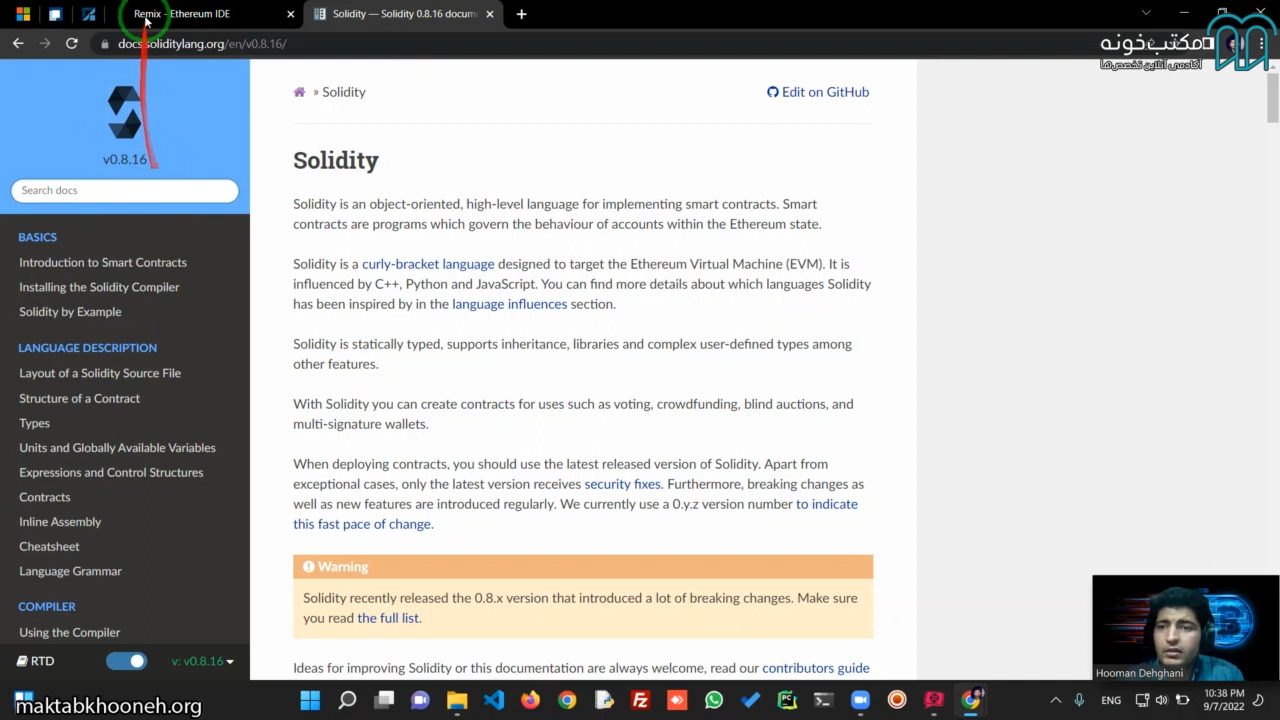 Remix - Ethereum IDE
Solidity — Solidity 0.8.16 docum
docs.soliditylang.org/en/v0.8.16/
مکتب‌خونه
آکادمی آنلاین تخصص‌ها
v0.8.16
Search docs
BASICS
Introduction to Smart Contracts
Installing the Solidity Compiler
Solidity by Example
LANGUAGE DESCRIPTION
Layout of a Solidity Source File
Structure of a Contract
Types
Units and Globally Available Variables
Expressions and Control Structures
Contracts
Inline Assembly
Cheatsheet
Language Grammar
COMPILER
Using the Compiler
RTD
v: v0.8.16
» Solidity
Edit on GitHub
Solidity
Solidity is an object-oriented, high-level language for implementing smart contracts. Smart
contracts are programs which govern the behaviour of accounts within the Ethereum state.
Solidity is a curly-bracket language designed to target the Ethereum Virtual Machine (EVM). It is
influenced by C++, Python and JavaScript. You can find more details about which languages Solidity
has been inspired by in the language influences section.
Solidity is statically typed, supports inheritance, libraries and complex user-defined types among
other features.
With Solidity you can create contracts for uses such as voting, crowdfunding, blind auctions, and
multi-signature wallets.
When deploying contracts, you should use the latest released version of Solidity. Apart from
exceptional cases, only the latest version receives security fixes. Furthermore, breaking changes as
well as new features are introduced regularly. We currently use a 0.y.z version number to indicate
this fast pace of change.
Warning
Solidity recently released the 0.8.x version that introduced a lot of breaking changes. Make sure
you read the full list.
Ideas for improving Solidity or this documentation are always welcome, read our contributors guide
Hooman Dehghani
maktabkhooneh.org
ENG
10:38 PM
9/7/2022